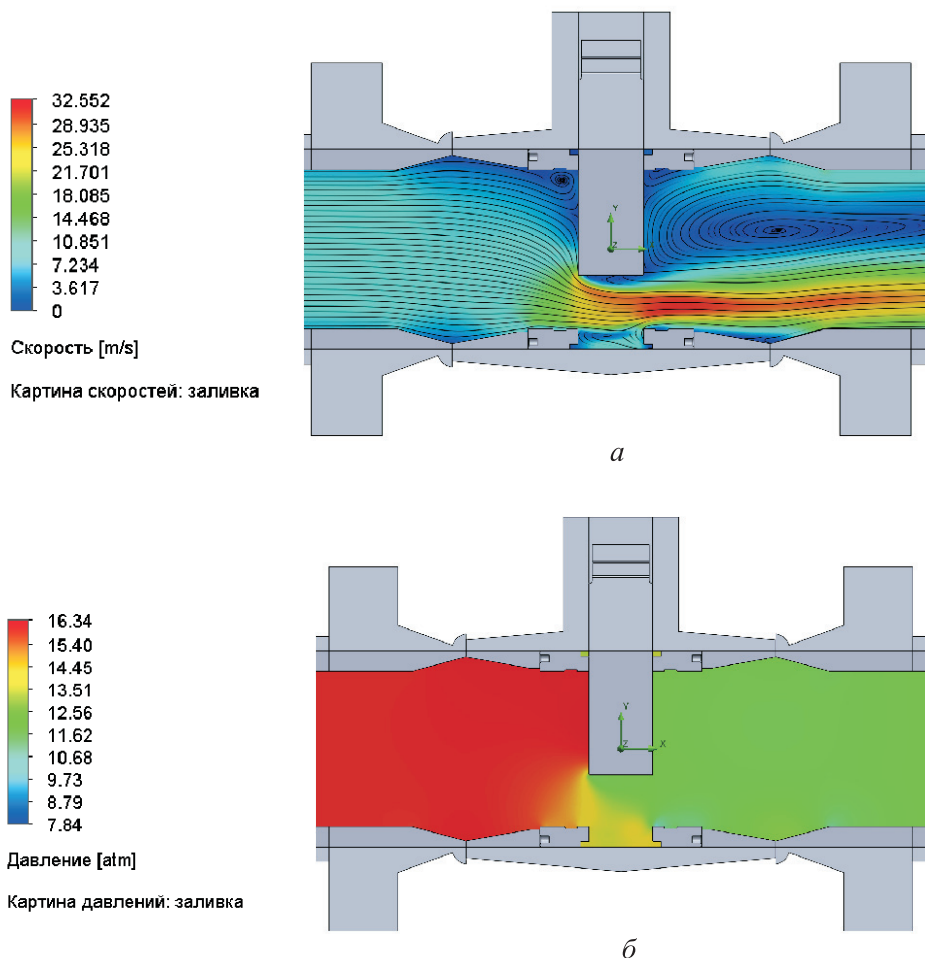 32.552
28.935
25.318
21.701
18.085
14.468
10.851
7.234
3.617
0
Скорость [m/s]
Картина скоростей: заливка
Y
Z
а
16.34
15.40
14.45
13.51
12.56
11.62
10.68
9.73
8.79
7.84
Давление [atm]
Картина давлений: заливка
Y
Z X
б